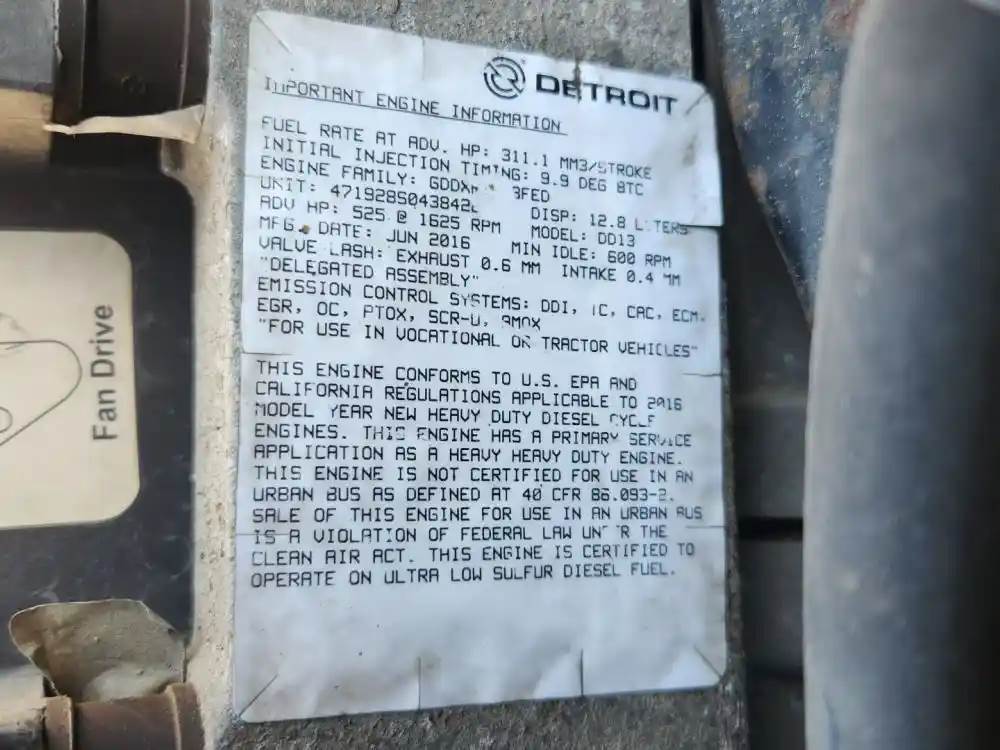 DETROIT
IMPORTANT ENGINE INFORMATION
FUEL RATE AT ADV. HP: 311.1 MM3/STROKE
INITIAL INJECTION TIMING: 9.9 DEG BTC
ENGINE FAMILY:
UNIT: DISP: 12.8 LITERS
ADV HP: 525 @ 1625 RPM MODEL: DD13
MFG. DATE: JUN 2016 MIN IDLE: 600 RPM
VALVE LASH: EXHAUST 0.6 MM INTAKE 0.4 MM
"DELEGATED ASSEMBLY"
EMISSION CONTROL SYSTEMS: DDI, CAC, ECM,
EGR, OC, PTOX, SCR-U, AMOX
"FOR USE IN VOCATIONAL OR TRACTOR VEHICLES"
THIS ENGINE CONFORMS TO U.S. EPA AND
CALIFORNIA REGULATIONS APPLICABLE TO 2016
MODEL YEAR NEW HEAVY DUTY DIESEL CYCLE
ENGINES. THIS ENGINE HAS A PRIMARY SERVICE
APPLICATION AS A HEAVY HEAVY DUTY ENGINE.
THIS ENGINE IS NOT CERTIFIED FOR USE IN AN
URBAN BUS AS DEFINED AT 40 CFR 86.093-2.
SALE OF THIS ENGINE FOR USE IN AN URBAN BUS
IS A VIOLATION OF FEDERAL LAW UNDER THE
CLEAN AIR ACT. THIS ENGINE IS CERTIFIED TO
OPERATE ON ULTRA LOW SULFUR DIESEL FUEL.
Fan Drive